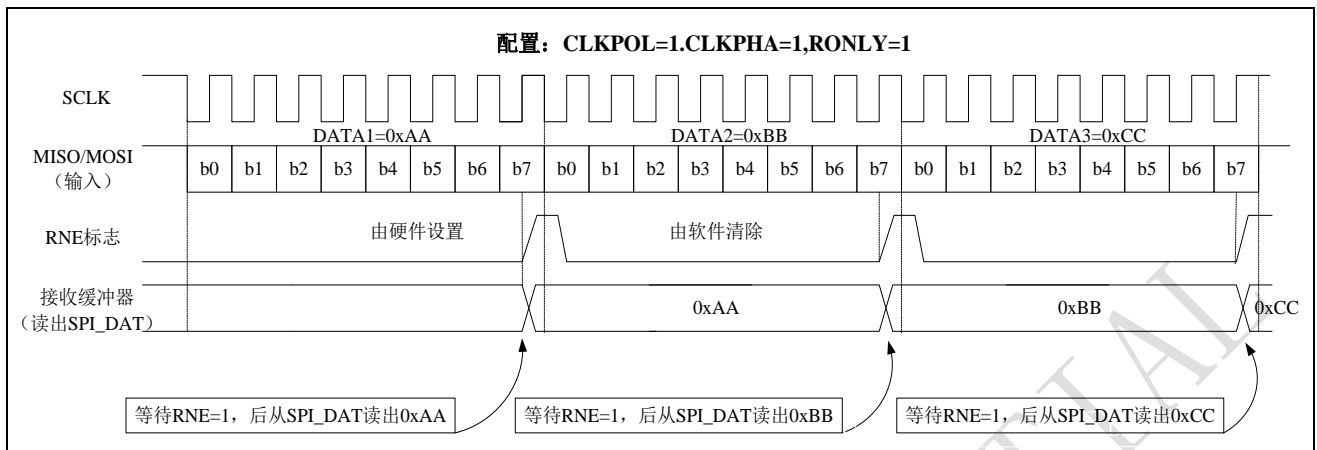 配置：CLKPOL=1.CLKPHA=1,RONLY=1
SCLK
DATA1=0xAA DATA2=0xBB DATA3=0xCC
MISO/MOSI
（输入）
b0 b1 b2 b3 b4 b5 b6 b7 b0 b1 b2 b3 b4 b5 b6 b7 b0 b1 b2 b3 b4 b5 b6 b7
RNE标志
由硬件设置 由软件清除
接收缓冲器
（读出SPI_DAT）
0xAA 0xBB 0xCC
等待RNE=1，后从SPI_DAT读出0xAA 等待RNE=1，后从SPI_DAT读出0xBB 等待RNE=1，后从SPI_DAT读出0xCC